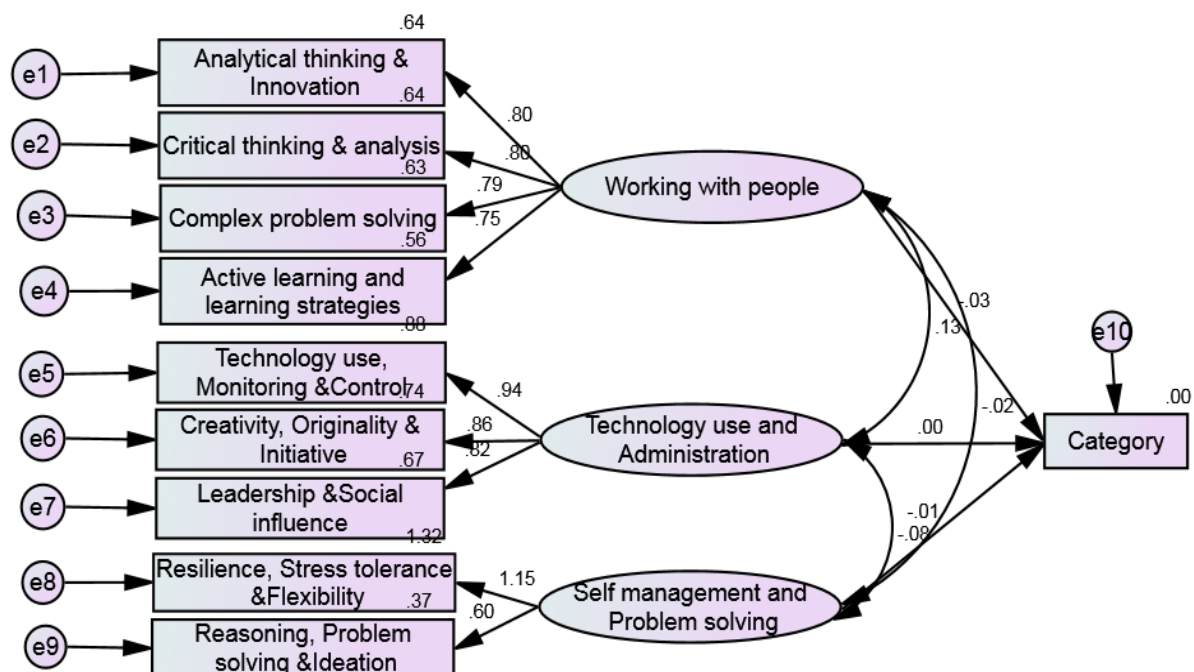 .64
e1
Analytical thinking &
Innovation
.64
e2
Critical thinking & analysis
.63
e3
Complex problem solving
.56
e4
Active learning and
learning strategies
.88
e5
Technology use,
Monitoring &Control
.74
e6
Creativity, Originality &
Initiative
.67
e7
Leadership &Social
influence
1.32
e8
Resilience, Stress tolerance
&Flexibility
.37
e9
Reasoning, Problem
solving &Ideation
.80
.80
.79
.75
.94
.86
.82
1.15
.60
Working with people
Technology use and
Administration
Self management and
Problem solving
-.03
.13
-.02
.00
-.01
-.08
e10
.00
Category